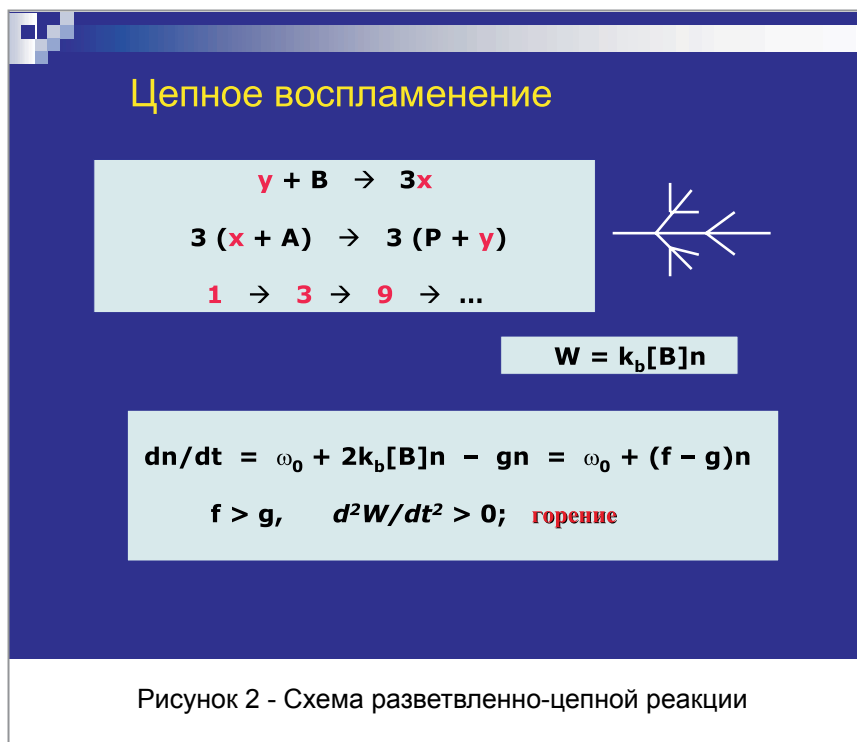 Цепное воспламенение
y + B → 3x
3 (x + A) → 3 (P + y)
1 → 3 → 9 → ...
W = k_b[B]n
dn/dt = ω₀ + 2k_b[B]n – gn = ω₀ + (f – g)n
f > g, d²W/dt² > 0; горение
Рисунок 2 - Схема разветвленно-цепной реакции